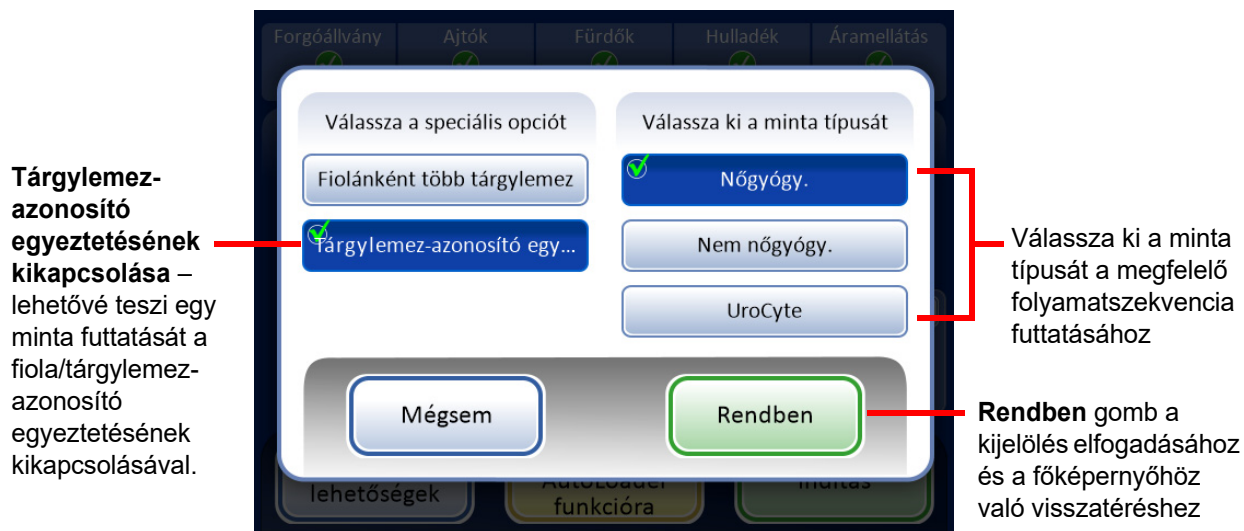 Forgóállvány Ajtók Fürdők Hulladék Áramellátás
Válassza a speciális opciót
Válassza ki a minta típusát
Fiolánként több tárgylemez
Tárgylemez-azonosító egy...
Nőgyógy.
Nem nőgyógy.
UroCyte
Mégsem
Rendben
lehetőségek
AutoLoader
funkcióra
Indítás
Tárgylemez-
azonosító
egyeztetésének
kikapcsolása –
lehetővé teszi egy
minta futtatását a
fiola/tárgylemez-
azonosító
egyeztetésének
kikapcsolásával.
Válassza ki a minta
típusát a megfelelő
folyamatszekvencia
futtatásához
Rendben gomb a
kijelölés elfogadásához
és a főképernyőhöz
való visszatéréshez